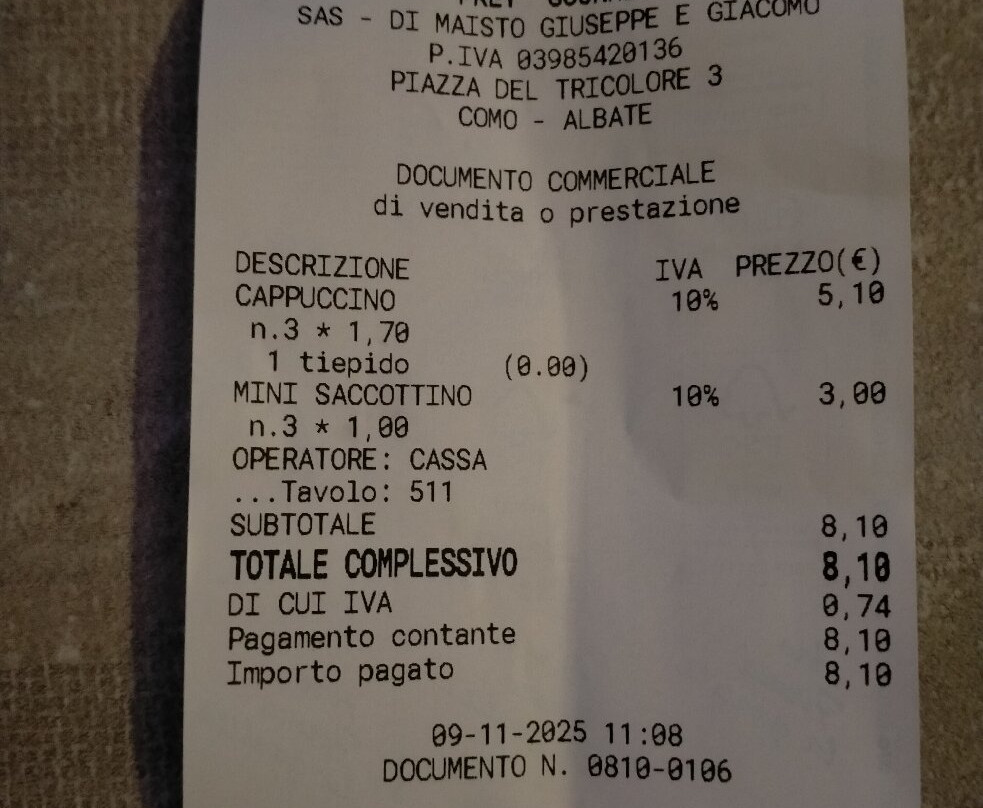 SAS - DI MAISTO GIUSEPPE E GIACOMO
P.IVA 03985420136
PIAZZA DEL TRICOLORE 3
COMO - ALBATE
DOCUMENTO COMMERCIALE
di vendita o prestazione
DESCRIZIONE IVA PREZZO(€)
CAPPUCCINO 10% 5,10
n.3 * 1,70
1 tiepido (0.00)
MINI SACCOTTINO 10% 3,00
n.3 * 1,00
OPERATORE: CASSA
...Tavolo: 511
SUBTOTALE 8,10
TOTALE COMPLESSIVO 8,10
DI CUI IVA 0,74
Pagamento contante 8,10
Importo pagato 8,10
09-11-2025 11:08
DOCUMENTO N. 0810-0106